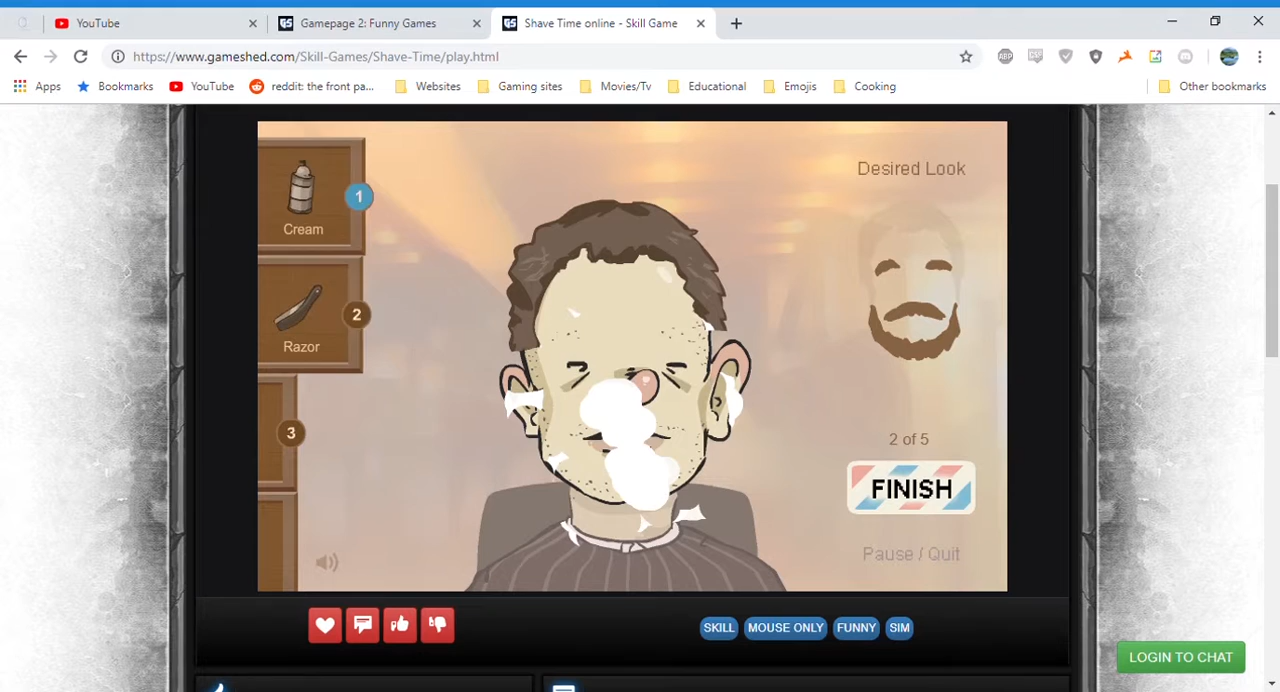 YouTube
Gamepage 2: Funny Games
Shave Time online - Skill Game
https://www.gameshed.com/Skill-Games/Shave-Time/play.html
ABP
Apps
Bookmarks
YouTube
reddit: the front pa...
Websites
Gaming sites
Movies/Tv
Educational
Emojis
Cooking
Other bookmarks
Desired Look
1
Cream
2
Razor
3
2 of 5
FINISH
Pause / Quit
SKILL
MOUSE ONLY
FUNNY
SIM
LOGIN TO CHAT